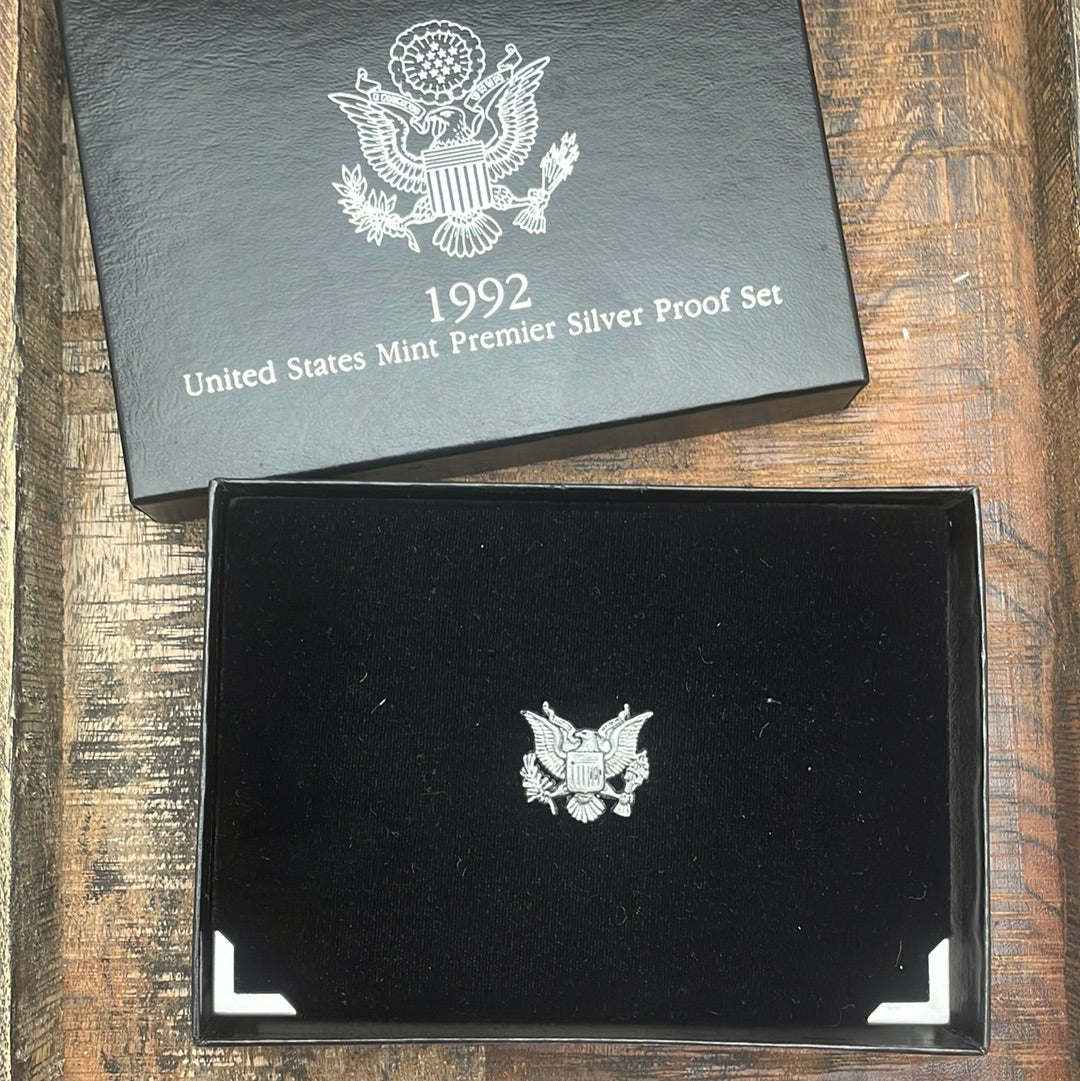 1992
United States Mint Premier Silver Proof Set